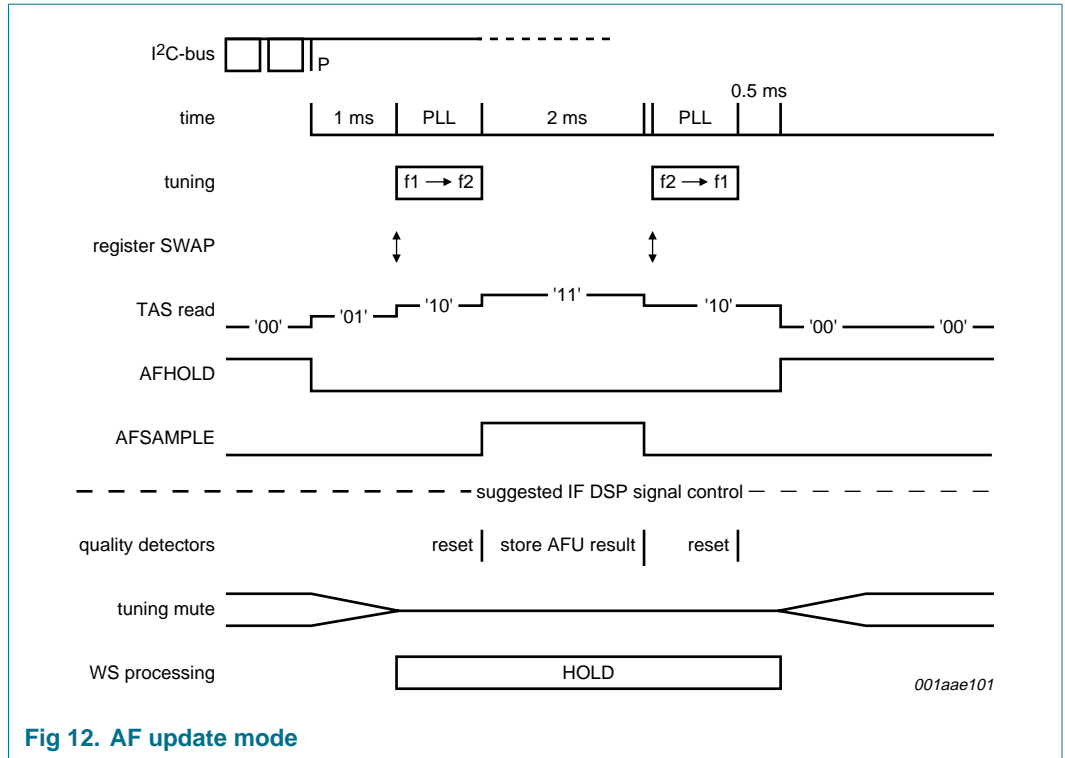 I2C-bus
P
0.5 ms
time 1 ms PLL 2 ms PLL
tuning f1 → f2 f2 → f1
register SWAP
TAS read '00' '01' '10' '11' '10' '00' '00'
AFHOLD
AFSAMPLE
suggested IF DSP signal control
quality detectors reset store AFU result reset
tuning mute
WS processing HOLD
001aae101
Fig 12. AF update mode